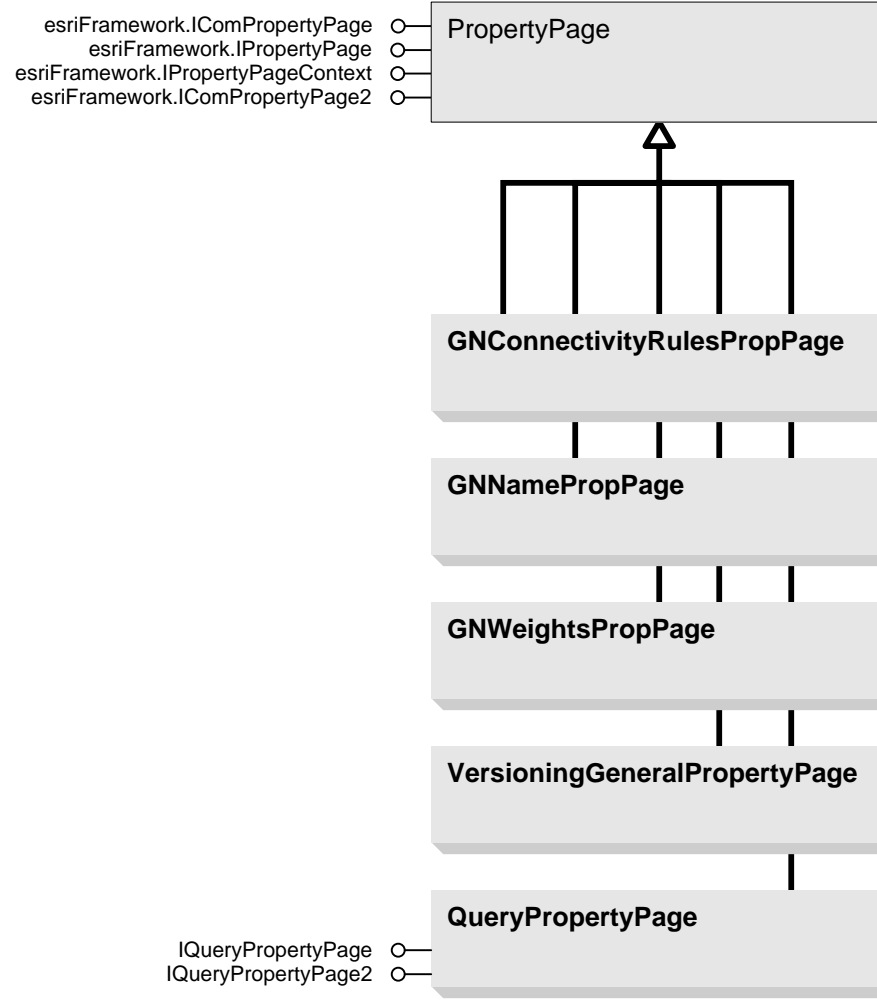 esriFramework.IComPropertyPage
esriFramework.IPropertyPage
esriFramework.IPropertyPageContext
esriFramework.IComPropertyPage2
PropertyPage
GNConnectivityRulesPropPage
GNNamePropPage
GNWeightsPropPage
VersioningGeneralPropertyPage
QueryPropertyPage
IQueryPropertyPage
IQueryPropertyPage2